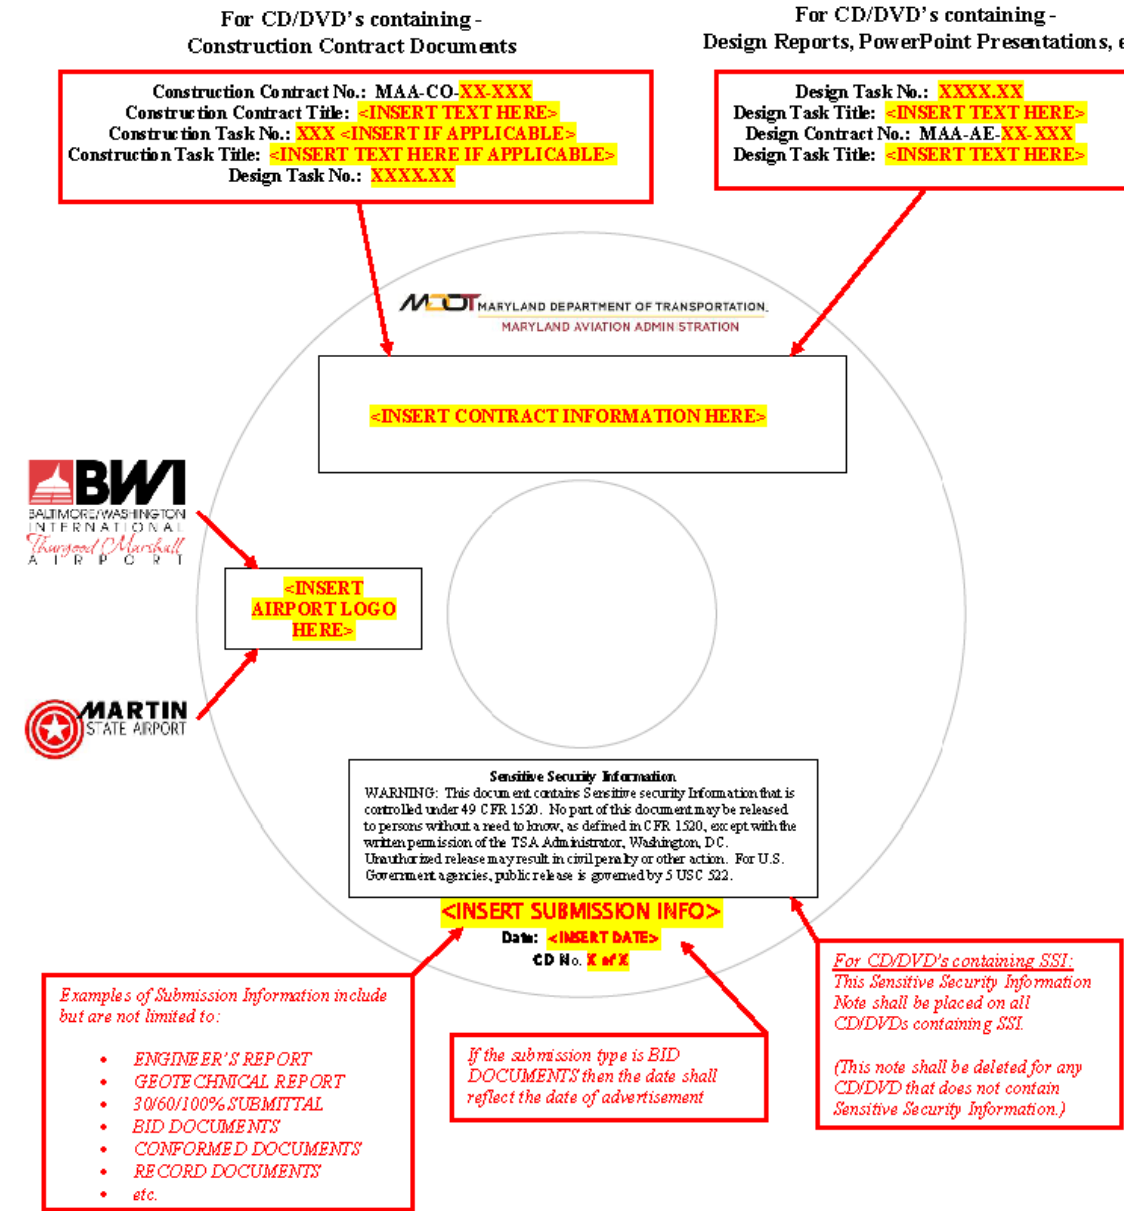 For CD/DVD's containing -
Construction Contract Documents
For CD/DVD's containing -
Design Reports, PowerPoint Presentations,
Construction Contract No.: MAA-CO-XX-XXX
Construction Contract Title: <INSERT TEXT HERE>
Construction Task No.: XXX <INSERT IF APPLICABLE>
Construction Task Title: <INSERT TEXT HERE IF APPLICABLE>
Design Task No.: XXXX.XX
Design Task No.: XXXX.XX
Design Task Title: <INSERT TEXT HERE>
Design Contract No.: MAA-AE-XX-XXX
Design Task Title: <INSERT TEXT HERE>
MDOT MARYLAND DEPARTMENT OF TRANSPORTATION.
MARYLAND AVIATION ADMIN STRATION
<INSERT CONTRACT INFORMATION HERE>
BWI
BALTIMORE/WASHINGTON
INTERNATIONAL
Thurgood Marshall
AIRPORT
<INSERT
AIRPORT LOGO
HERE>
MARTIN
STATE AIRPORT
Sensitive Security Information
WARNING: This document contains Sensitive security Information that is
controlled under 49 CFR 1520. No part of this document may be released
to persons without a need to know, as defined in CFR 1520, except with the
written permission of the TSA Administrator, Washington, DC.
Unauthorized release may result in civil penalty or other action. For U.S.
Government agencies, public release is governed by 5 USC 522.
<INSERT SUBMISSION INFO>
Date: <INSERT DATE>
CD No. X of X
Examples of Submission Information include
but are not limited to:
• ENGINEER'S REPORT
• GEOTECHNICAL REPORT
• 30/60/100% SUBMITTAL
• BID DOCUMENTS
• CONFORMED DOCUMENTS
• RECORD DOCUMENTS
• etc.
If the submission type is BID
DOCUMENTS then the date shall
reflect the date of advertisement
For CD/DVD's containing SSI:
This Sensitive Security Information
Note shall be placed on all
CD/DVDs containing SSI.
(This note shall be deleted for any
CD/DVD that does not contain
Sensitive Security Information.)